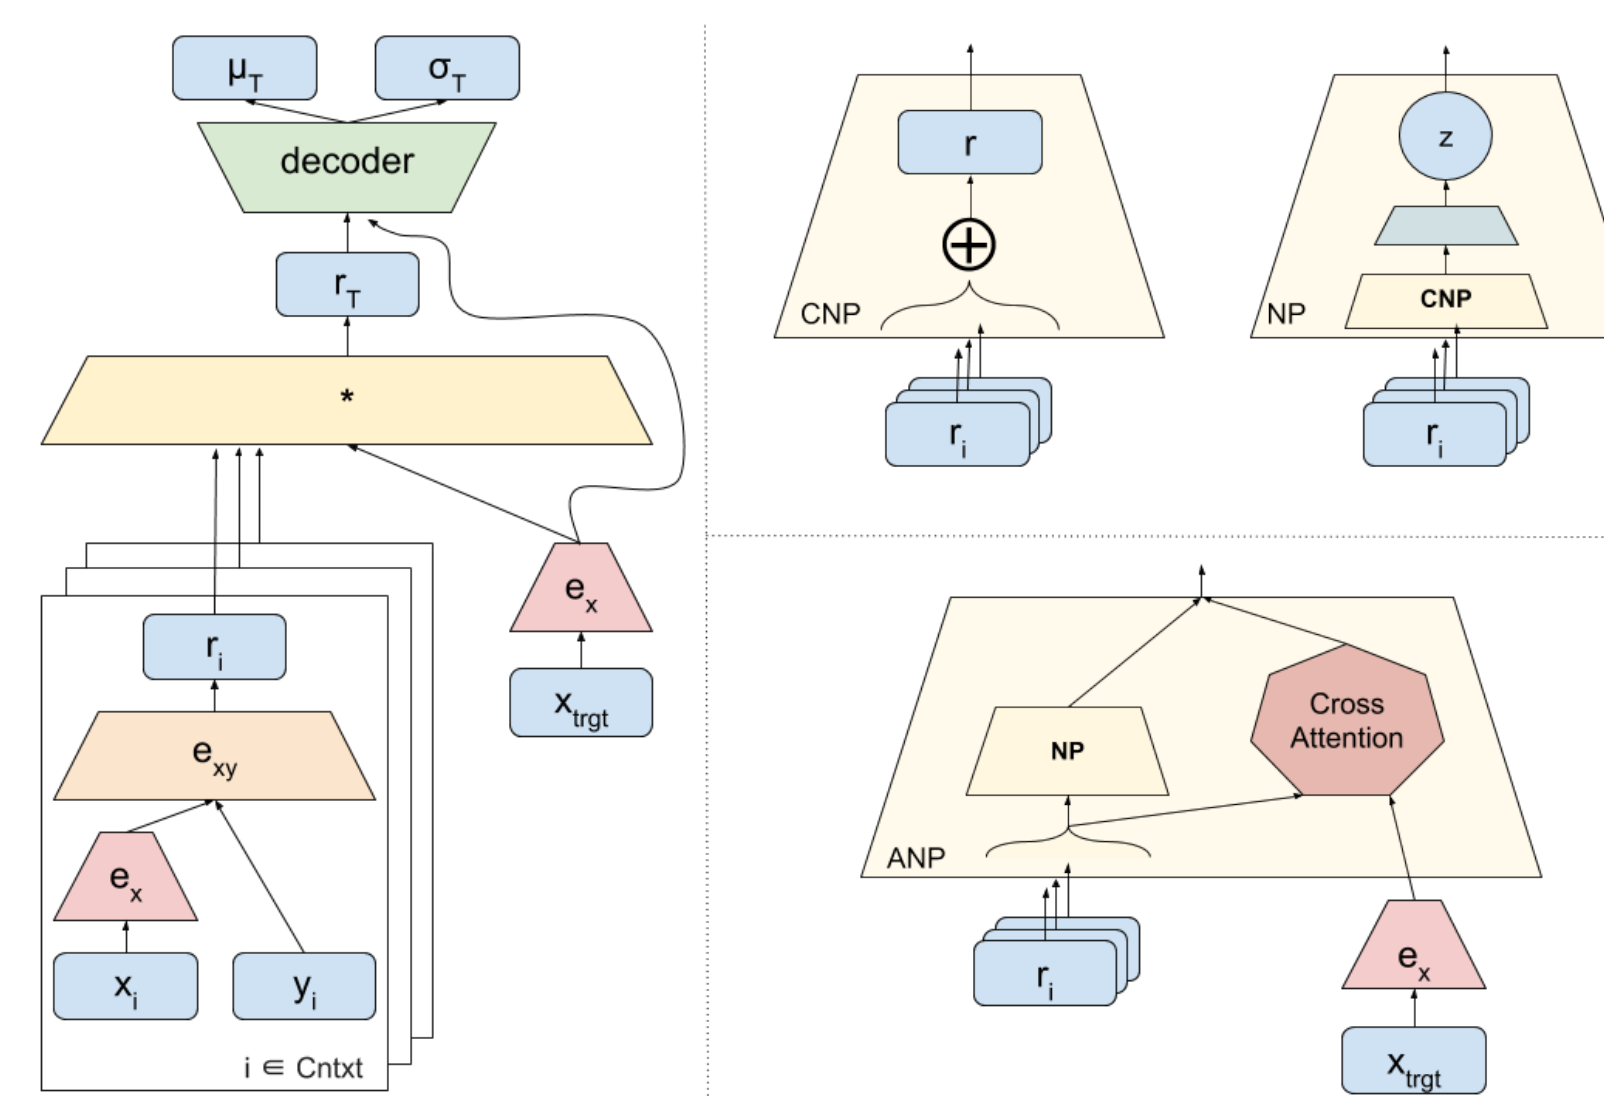 μT σT
decoder
rT
*
ex
ri
xtrgt
exy
ex
xi yi
i ∈ Cntxt
r
CNP
ri
z
CNP
NP
ri
Cross
Attention
NP
ANP
ri
ex
xtrgt